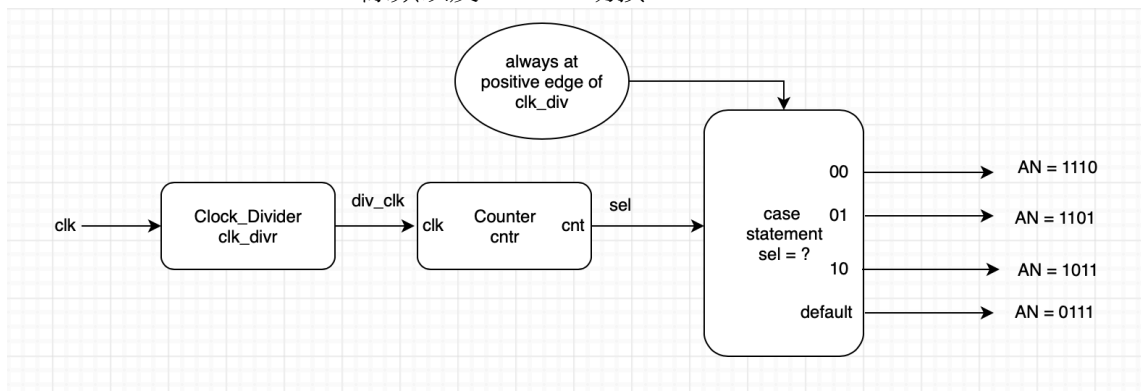 always at
positive edge of
clk_div
clk
Clock_Divider
clk_divr
div_clk
clk
Counter
cntr
cnt
sel
case
statement
sel = ?
00
01
10
default
AN = 1110
AN = 1101
AN = 1011
AN = 0111